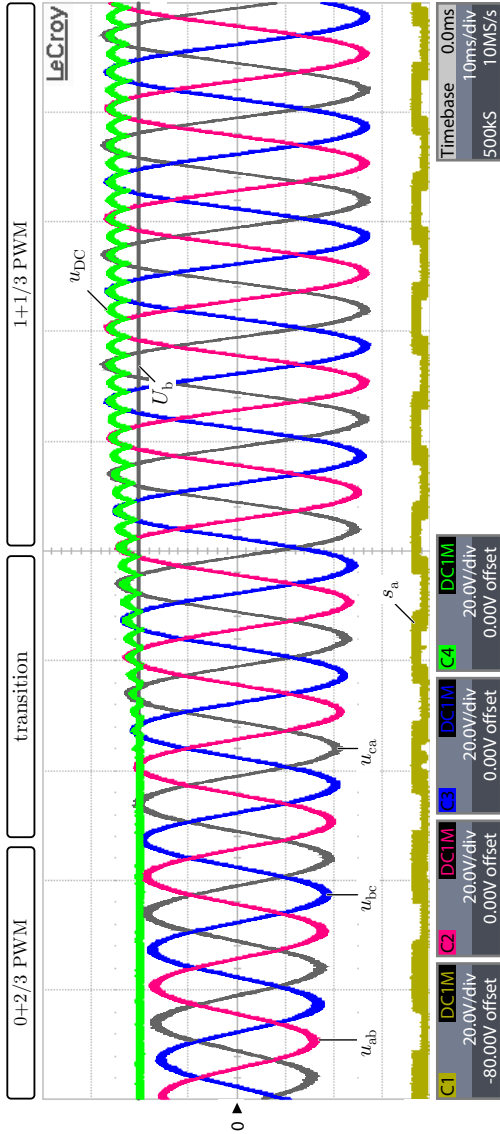 0+2/3 PWM
transition
1+1/3 PWM
LeCroy
u_DC
U_b
0
u_ab
u_bc
u_ca
s_a
C1 DC1M
20.0V/div
-80.00V offset
C2 DC1M
20.0V/div
0.00V offset
C3 DC1M
20.0V/div
0.00V offset
C4 DC1M
20.0V/div
0.00V offset
Timebase 0.0ms
10ms/div
500kS 10MS/s